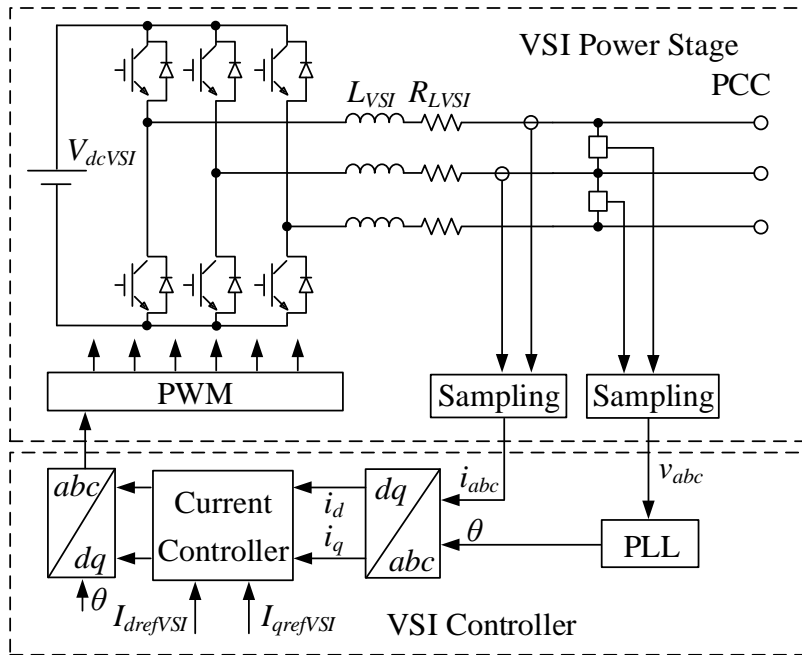 VSI Power Stage
PCC
L_VSI R_LVSI
V_dcVSI
PWM
Sampling
Sampling
abc
dq
θ
Current
Controller
i_d
i_q
dq
abc
i_abc
θ
v_abc
PLL
I_drefVSI
I_qrefVSI
VSI Controller